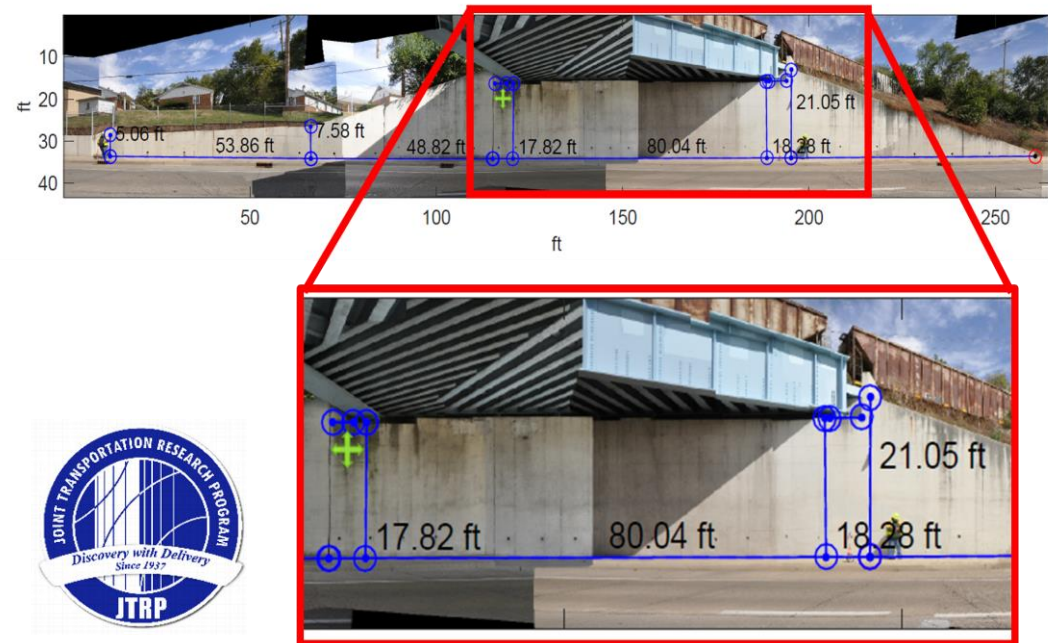 10
20
30
40
ft
5.06 ft
7.58 ft
21.05 ft
53.86 ft
48.82 ft
17.82 ft
80.04 ft
18.28 ft
50
100
150
200
250
ft
21.05 ft
17.82 ft
80.04 ft
18.28 ft
JOINT TRANSPORTATION RESEARCH PROGRAM
Discovery with Delivery
Since 1937
JTRP